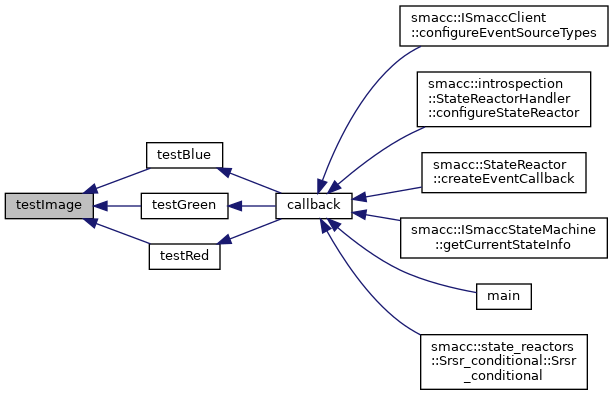 smacc::ISmaccClient
::configureEventSourceTypes
smacc::introspection
::StateReactorHandler
::configureStateReactor
testBlue
smacc::StateReactor
::createEventCallback
testImage
testGreen
callback
smacc::ISmaccStateMachine
::getCurrentStateInfo
testRed
main
smacc::state_reactors
::Srsr_conditional::Srsr
_conditional